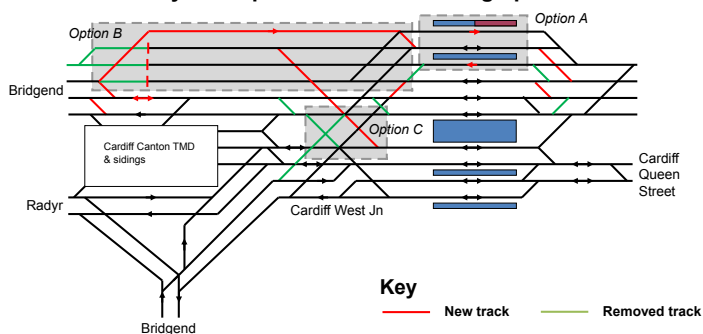 Option B
Option A
Bridgend
Option C
Cardiff Canton TMD
& sidings
Cardiff
Queen
Street
Radyr
Cardiff West Jn
Key
New track
Removed track
Bridgend